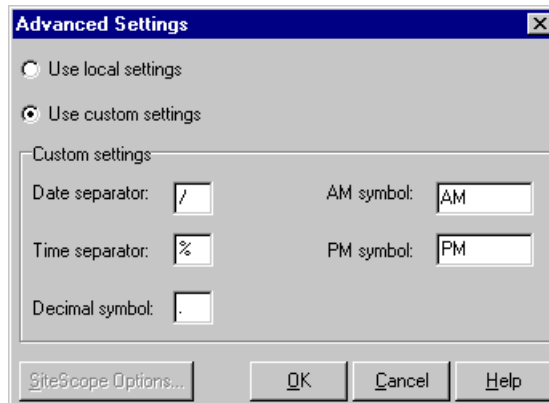 Advanced Settings
Use local settings
Use custom settings
Custom settings
Date separator: / AM symbol: AM
Time separator: % PM symbol: PM
Decimal symbol: .
SiteScope Options... OK Cancel Help